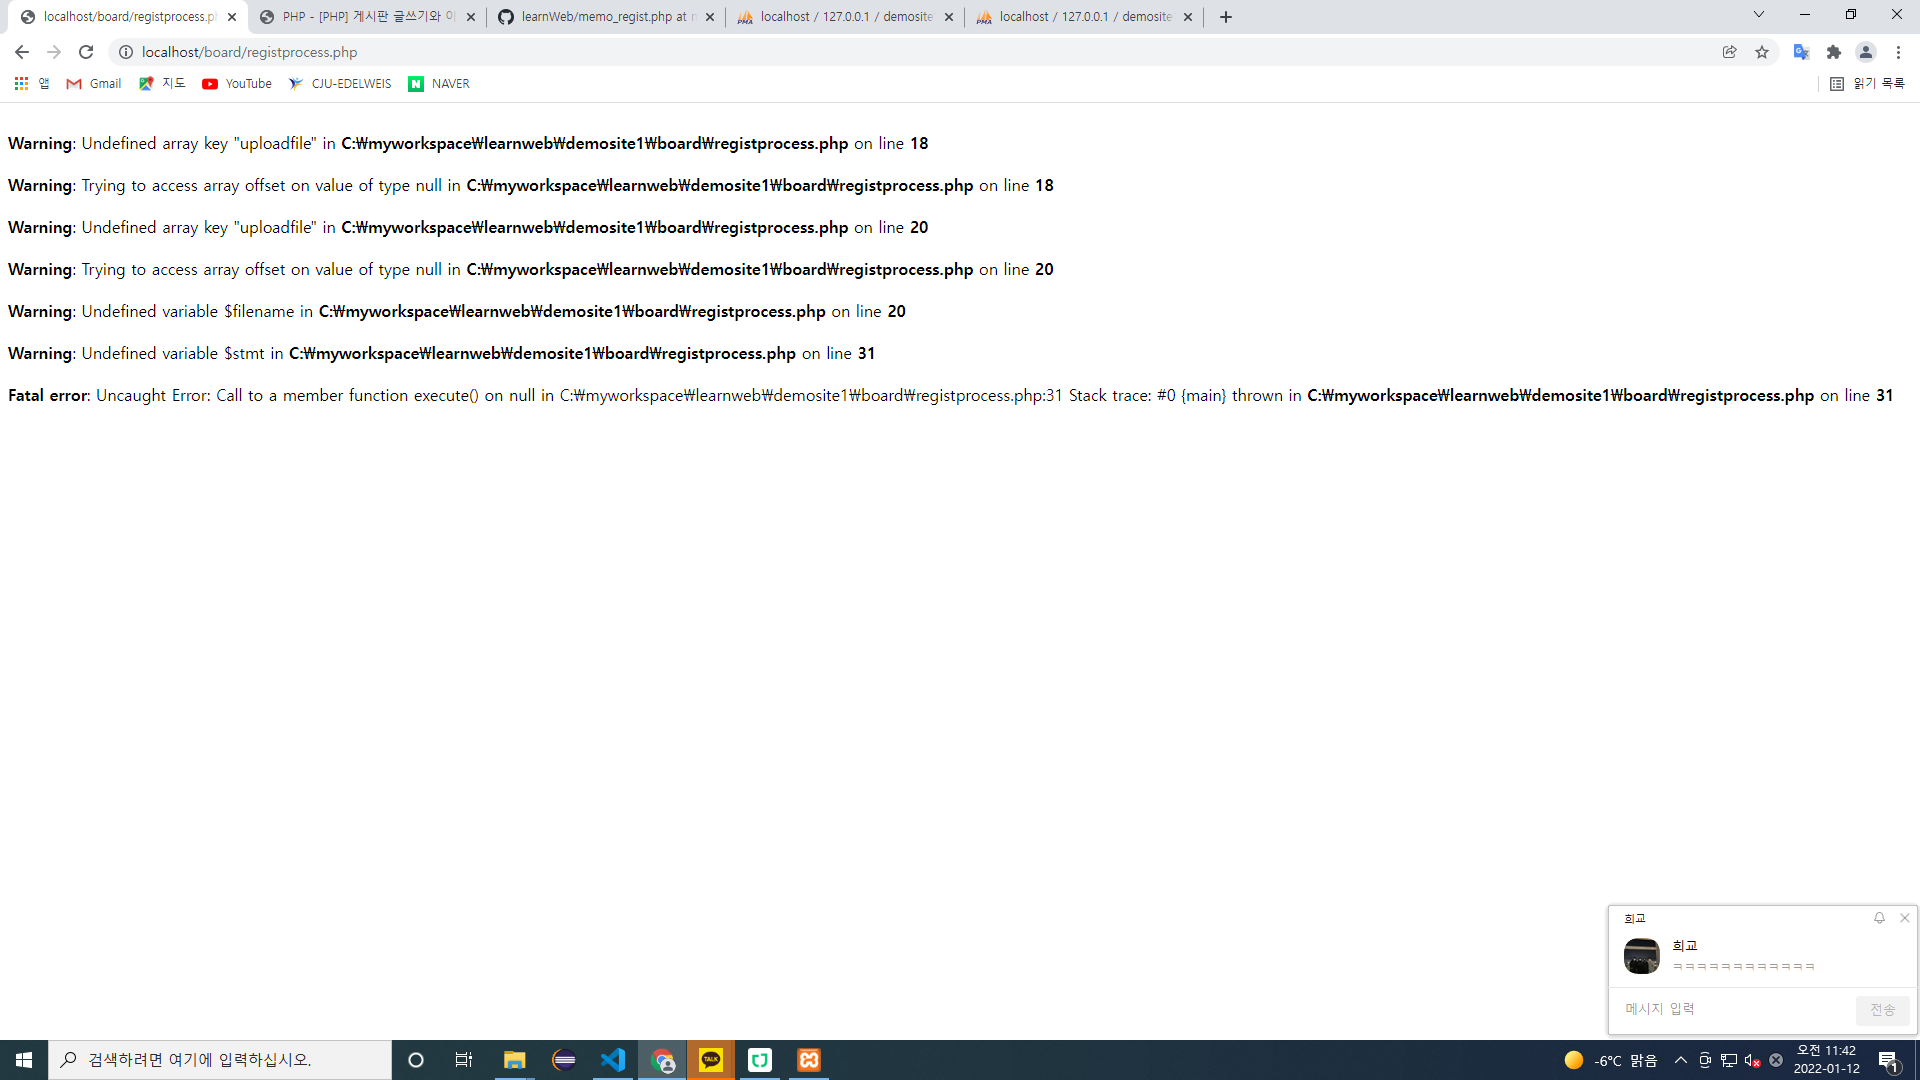 localhost/board/registprocess.ph
PHP - [PHP] 게시판 글쓰기와 이
learnWeb/memo_regist.php at m
localhost / 127.0.0.1 / demosite
localhost / 127.0.0.1 / demosite
localhost/board/registprocess.php
앱
Gmail
지도
YouTube
CJU-EDELWEIS
NAVER
읽기 목록
Warning: Undefined array key "uploadfile" in C:₩myworkspace₩learnweb₩demosite1₩board₩registprocess.php on line 18
Warning: Trying to access array offset on value of type null in C:₩myworkspace₩learnweb₩demosite1₩board₩registprocess.php on line 18
Warning: Undefined array key "uploadfile" in C:₩myworkspace₩learnweb₩demosite1₩board₩registprocess.php on line 20
Warning: Trying to access array offset on value of type null in C:₩myworkspace₩learnweb₩demosite1₩board₩registprocess.php on line 20
Warning: Undefined variable $filename in C:₩myworkspace₩learnweb₩demosite1₩board₩registprocess.php on line 20
Warning: Undefined variable $stmt in C:₩myworkspace₩learnweb₩demosite1₩board₩registprocess.php on line 31
Fatal error: Uncaught Error: Call to a member function execute() on null in C:₩myworkspace₩learnweb₩demosite1₩board₩registprocess.php:31 Stack trace: #0 {main} thrown in C:₩myworkspace₩learnweb₩demosite1₩board₩registprocess.php on line 31
희교
희교
ㅋㅋㅋㅋㅋㅋㅋㅋㅋㅋㅋㅋ
메시지 입력
전송
검색하려면 여기에 입력하십시오.
TALK
-6°C 맑음
오전 11:42
2022-01-12
1